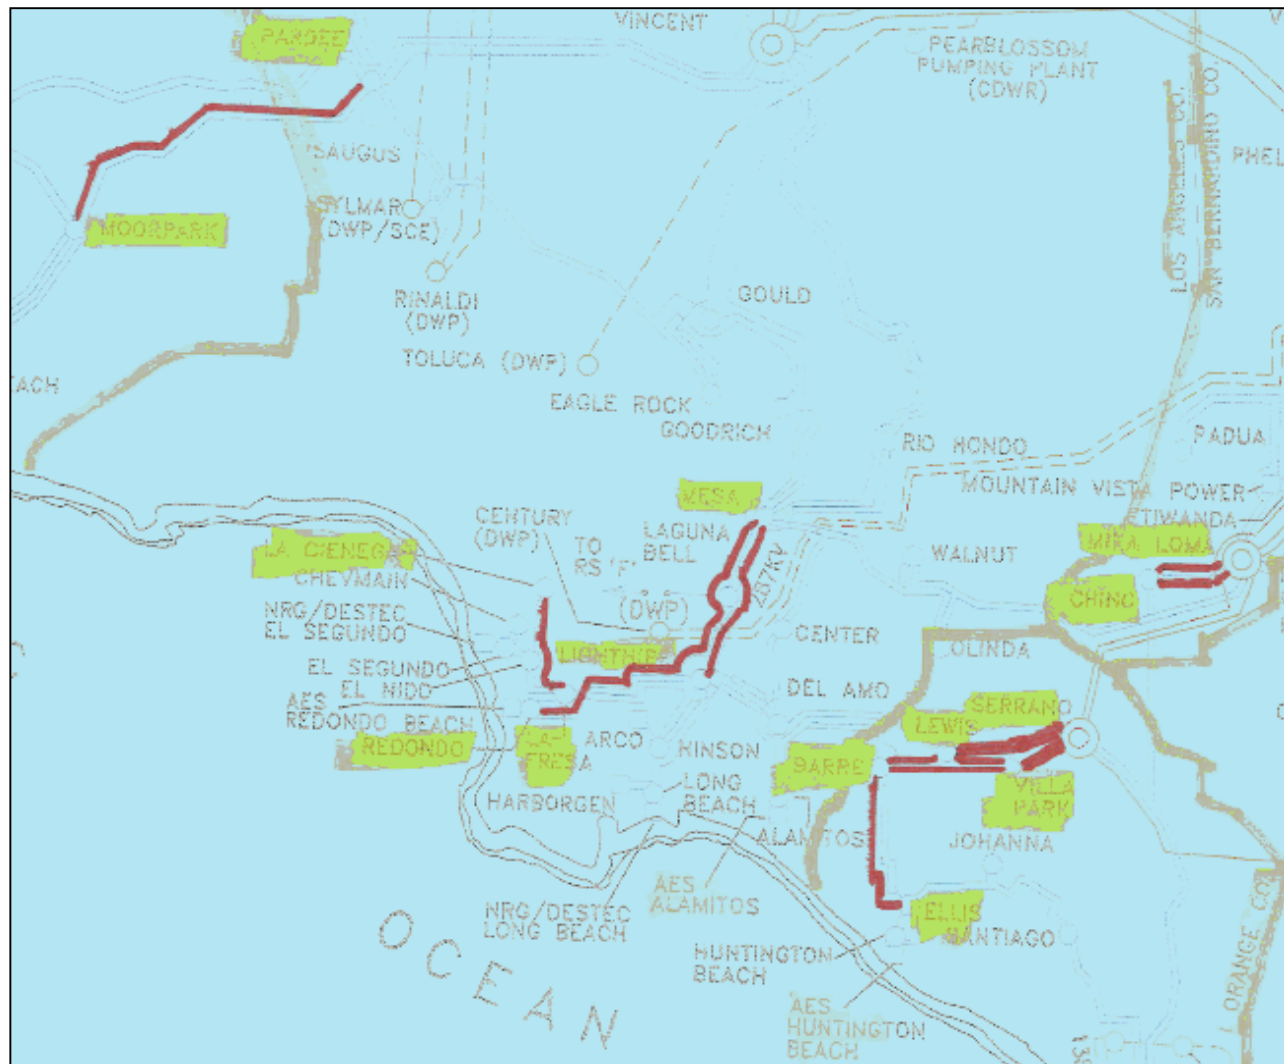 VINCENT
PARDEE
PEARBLOSSOM
PUMPING PLANT
(CDWR)
LOS ANGELES CO.
SAN BERNARDINO CO
PHEL
SAUGUS
SYLMAR
(DWP/SCE)
MOORPARK
RINALDI
(DWP)
GOULD
TOLUCA (DWP)
EACH
EAGLE ROCK
GOODRICH
RIO HONDO
PADUA
MOUNTAIN VISTA POWER
ETIWANDA
MESA
CENTURY
(DWP)
TO
RS 'F'
LAGUNA
BELL
MIRA LOMA
WALNUT
LA CIENEGA
CHEVMAIN
287KV
CHINO
NRG/DESTEC
EL SEGUNDO
(DWP)
CENTER
OLINDA
LIGHTHIPE
EL SEGUNDO
EL NIDO
DEL AMO
AES
REDONDO BEACH
SERRANO
LEWIS
REDONDO
LA
FRESA
ARCO
HINSON
BARRE
VILLA
PARK
HARBORGEN
LONG
BEACH
ALAMITOS
JOHANNA
AES
ALAMITOS
NRG/DESTEC
LONG BEACH
ELLIS
SANTIAGO
HUNTINGTON
BEACH
OCEAN
AES
HUNTINGTON
BEACH
ORANGE CO.